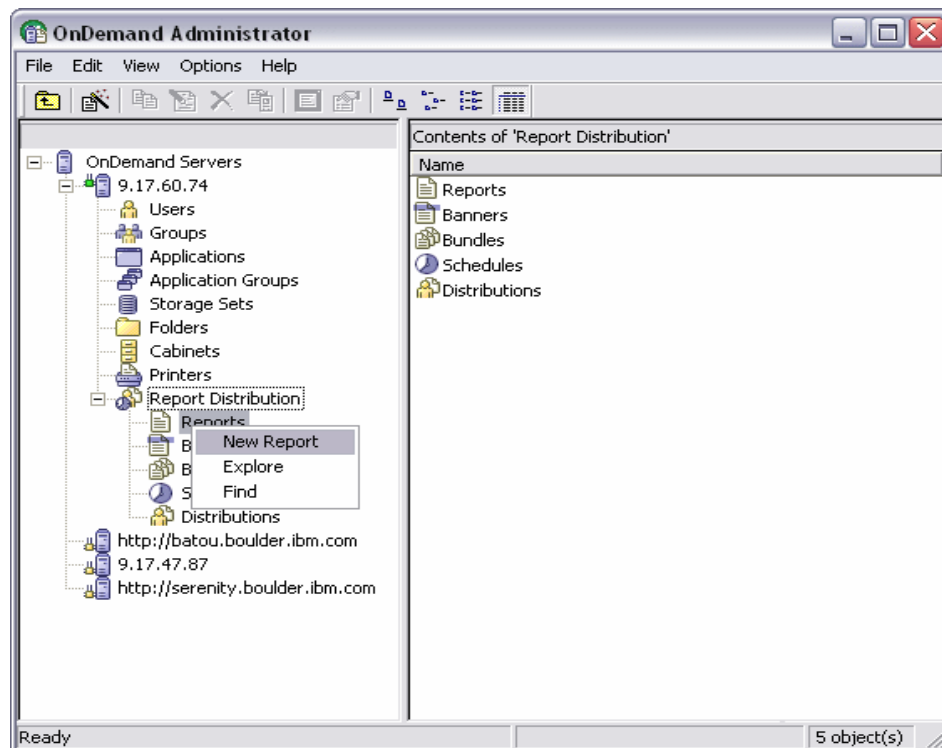 OnDemand Administrator
File Edit View Options Help
Contents of 'Report Distribution'
Name
OnDemand Servers
9.17.60.74
Users
Groups
Applications
Application Groups
Storage Sets
Folders
Cabinets
Printers
Report Distribution
Reports
B
B
S
Distributions
http://batou.boulder.ibm.com
9.17.47.87
http://serenity.boulder.ibm.com
New Report
Explore
Find
Reports
Banners
Bundles
Schedules
Distributions
Ready
5 object(s)